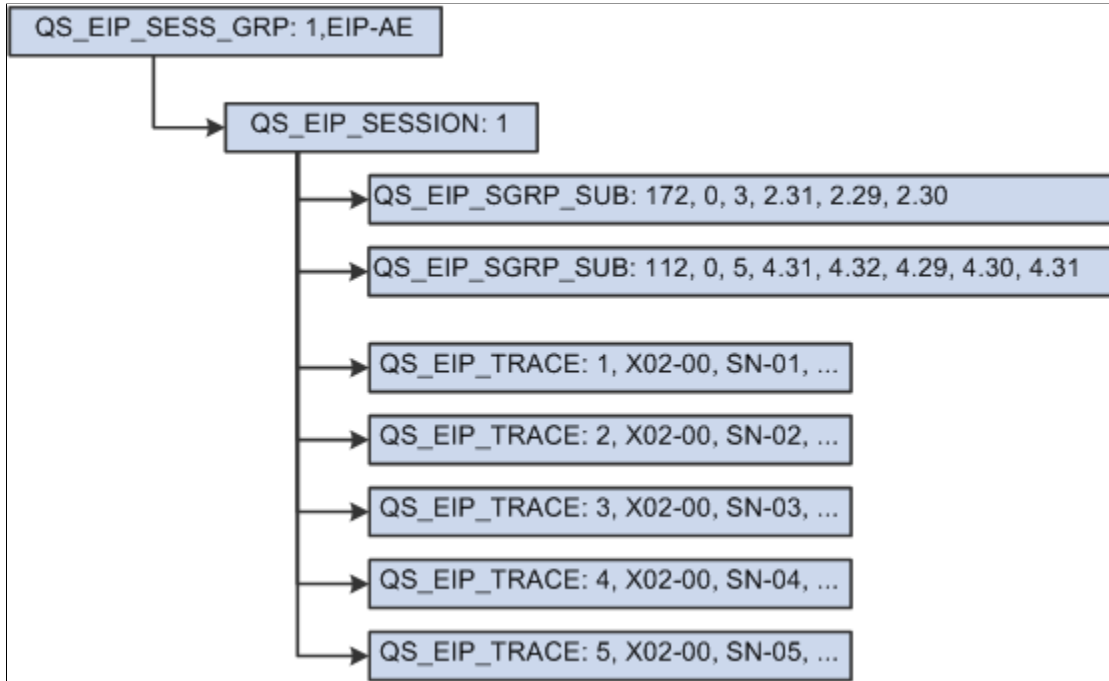 QS_EIP_SESS_GRP: 1,EIP-AE
QS_EIP_SESSION: 1
QS_EIP_SGRP_SUB: 172, 0, 3, 2.31, 2.29, 2.30
QS_EIP_SGRP_SUB: 112, 0, 5, 4.31, 4.32, 4.29, 4.30, 4.31
QS_EIP_TRACE: 1, X02-00, SN-01, ...
QS_EIP_TRACE: 2, X02-00, SN-02, ...
QS_EIP_TRACE: 3, X02-00, SN-03, ...
QS_EIP_TRACE: 4, X02-00, SN-04, ...
QS_EIP_TRACE: 5, X02-00, SN-05, ...